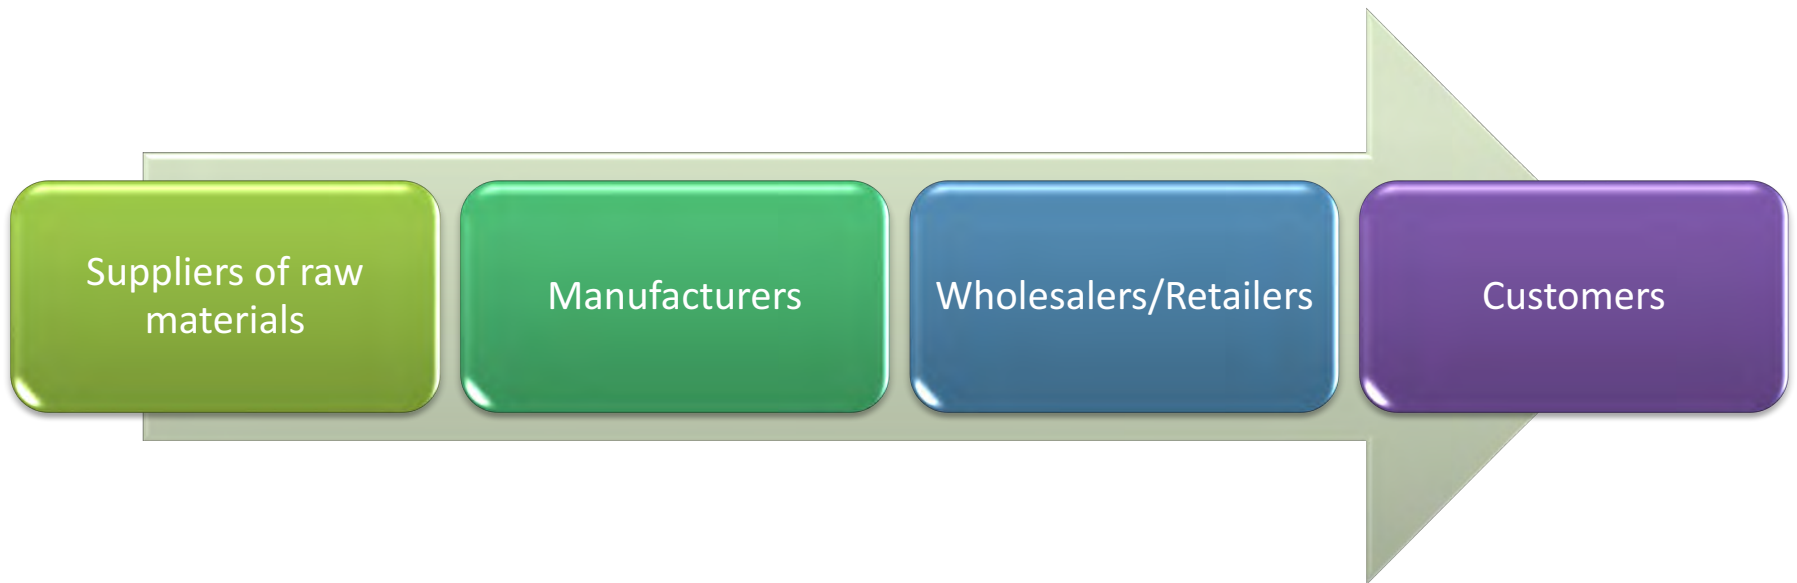 Suppliers of raw
materials
Manufacturers
Wholesalers/Retailers
Customers